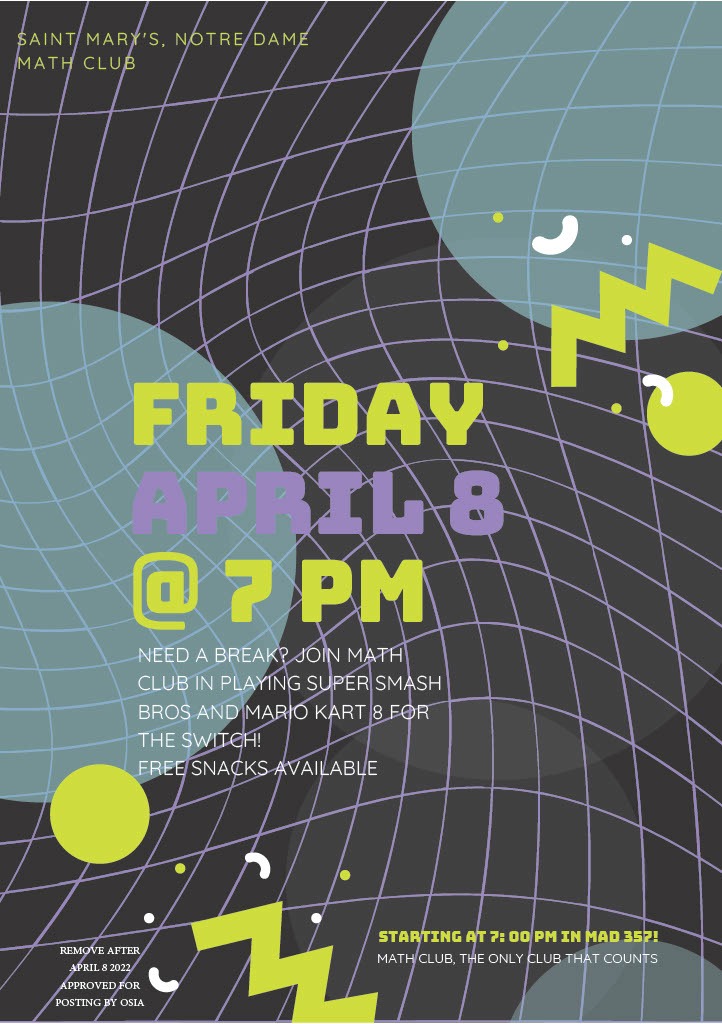 SAINT MARY'S, NOTRE DAME
MATH CLUB
FRIDAY
APRIL 8
@ 7 PM
NEED A BREAK? JOIN MATH
CLUB IN PLAYING SUPER SMASH
BROS AND MARIO KART 8 FOR
THE SWITCH!
FREE SNACKS AVAILABLE
STARTING AT 7: 00 PM IN MAD 357!
MATH CLUB, THE ONLY CLUB THAT COUNTS
REMOVE AFTER
APRIL 8 2022
APPROVED FOR
POSTING BY OSIA